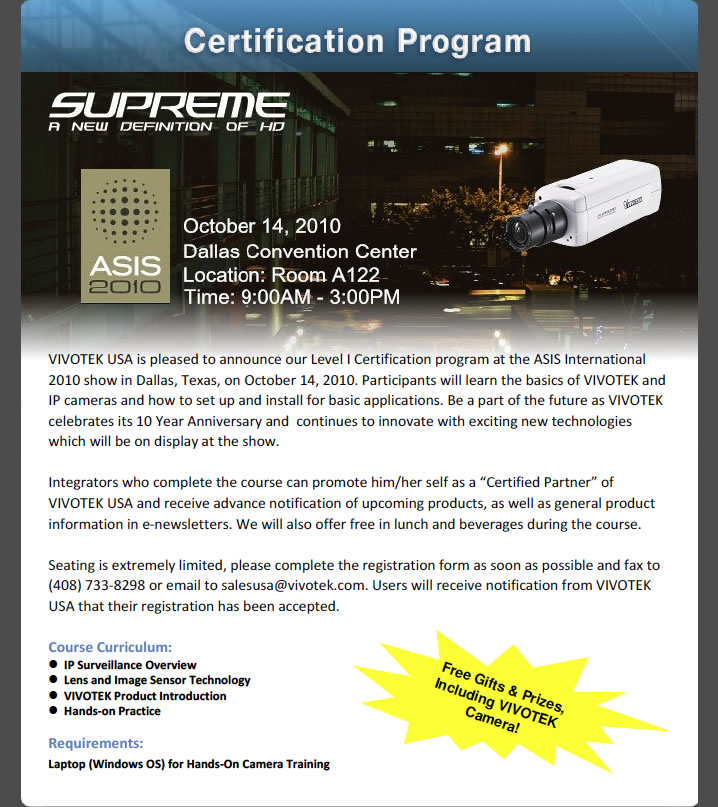 Certification Program
SUPREME
A NEW DEFINITION OF HD
ASIS
2010
October 14, 2010
Dallas Convention Center
Location: Room A122
Time: 9:00AM - 3:00PM
SUPREME
VIVOTEK
VIVOTEK USA is pleased to announce our Level I Certification program at the ASIS International
2010 show in Dallas, Texas, on October 14, 2010. Participants will learn the basics of VIVOTEK and
IP cameras and how to set up and install for basic applications. Be a part of the future as VIVOTEK
celebrates its 10 Year Anniversary and  continues to innovate with exciting new technologies
which will be on display at the show.
Integrators who complete the course can promote him/her self as a “Certified Partner” of
VIVOTEK USA and receive advance notification of upcoming products, as well as general product
information in e-newsletters. We will also offer free in lunch and beverages during the course.
Seating is extremely limited, please complete the registration form as soon as possible and fax to
(408) 733-8298 or email to salesusa@vivotek.com. Users will receive notification from VIVOTEK
USA that their registration has been accepted.
Course Curriculum:
● IP Surveillance Overview
● Lens and Image Sensor Technology
● VIVOTEK Product Introduction
● Hands-on Practice
Free Gifts & Prizes,
Including VIVOTEK
Camera!
Requirements:
Laptop (Windows OS) for Hands-On Camera Training